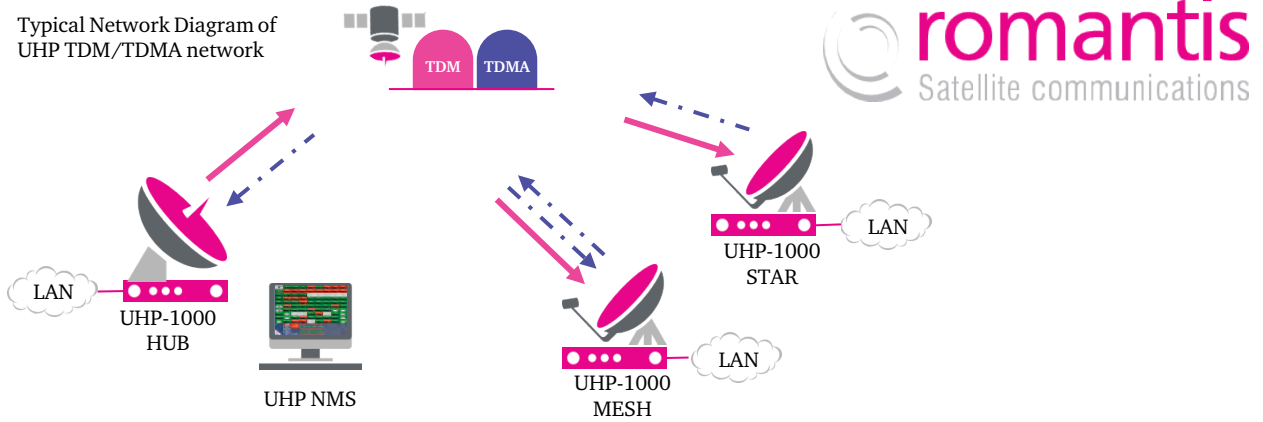 Typical Network Diagram of
UHP TDM/TDMA network
TDM
TDMA
romantis
Satellite communications
LAN
UHP-1000
STAR
LAN
UHP-1000
HUB
UHP NMS
LAN
UHP-1000
MESH